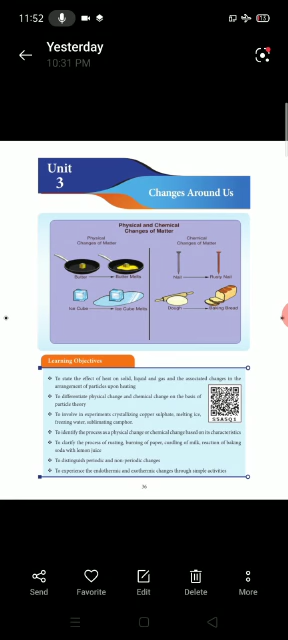 11:52
Yesterday
10:31 PM
Unit
3
Changes Around Us
Physical and Chemical
Changes of Matter
Physical
Changes of Matter
Chemical
Changes of Matter
Butter
Butter Melts
Nail
Rusty Nail
Ice Cube
Ice Cube Melts
Dough
Baking Bread
Learning Objectives
To state the effect of heat on solid, liquid and gas and the associated changes in the
arrangement of particles upon heating
To differentiate physical change and chemical change on the basis of
particle theory
To involve in experiments crystallizing copper sulphate, melting ice,
freezing water, sublimating camphor.
To identify the process as a physical change or chemical change based on its characteristics
To clarify the process of rusting, burning of paper, curdling of milk, reaction of baking
soda with lemon juice
To distinguish periodic and non-periodic changes
To experience the endothermic and exothermic changes through simple activities
36
Send
Favorite
Edit
Delete
More